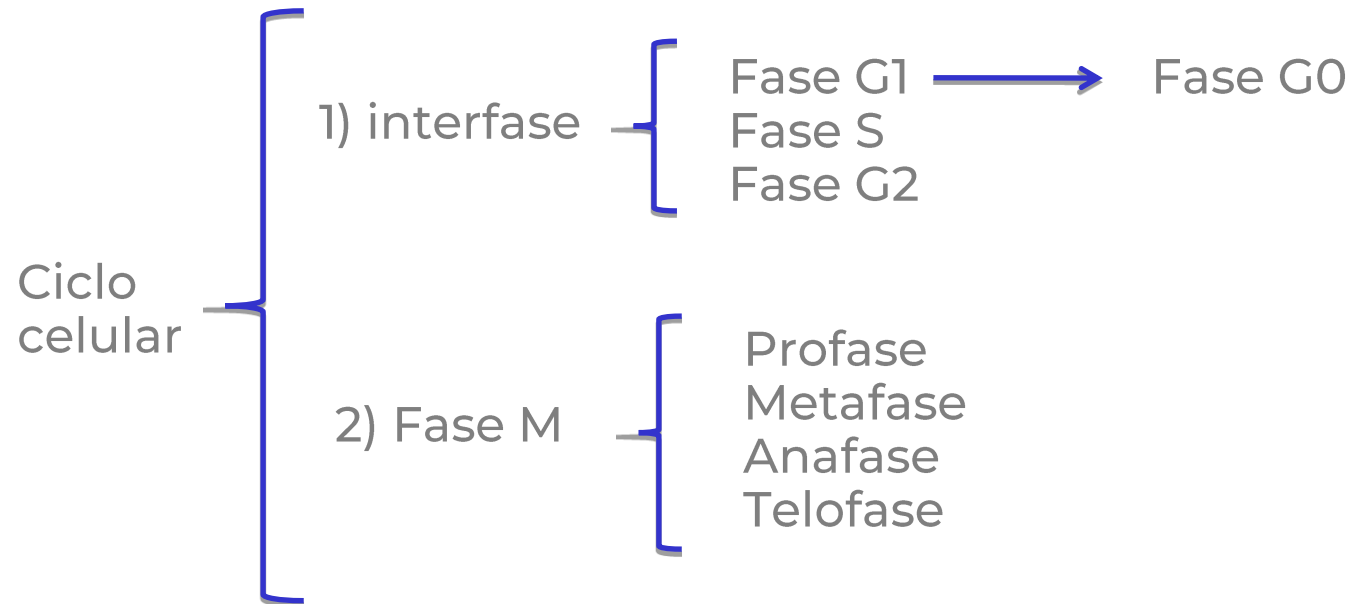 Ciclo
celular
1) interfase
Fase G1
Fase G0
Fase S
Fase G2
2) Fase M
Profase
Metafase
Anafase
Telofase